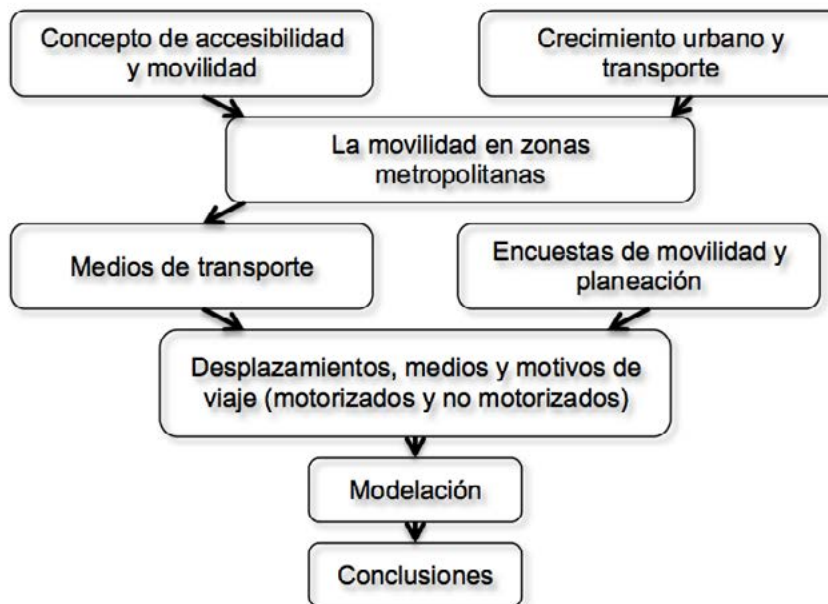 Concepto de accesibilidad
y movilidad
Crecimiento urbano y
transporte
La movilidad en zonas
metropolitanas
Medios de transporte
Encuestas de movilidad y
planeación
Desplazamientos, medios y motivos de
viaje (motorizados y no motorizados)
Modelación
Conclusiones